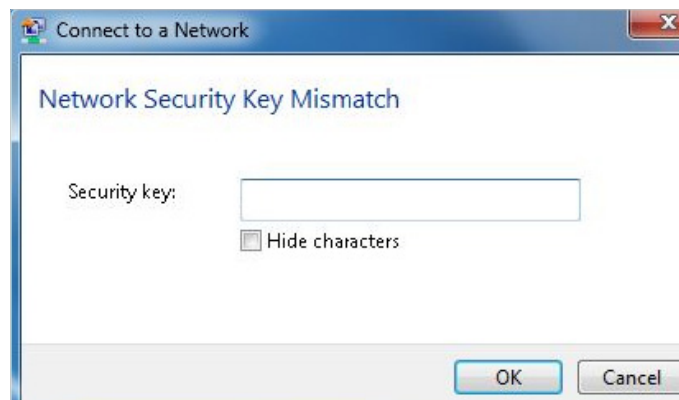 Connect to a Network
Network Security Key Mismatch
Security key:
Hide characters
OK Cancel